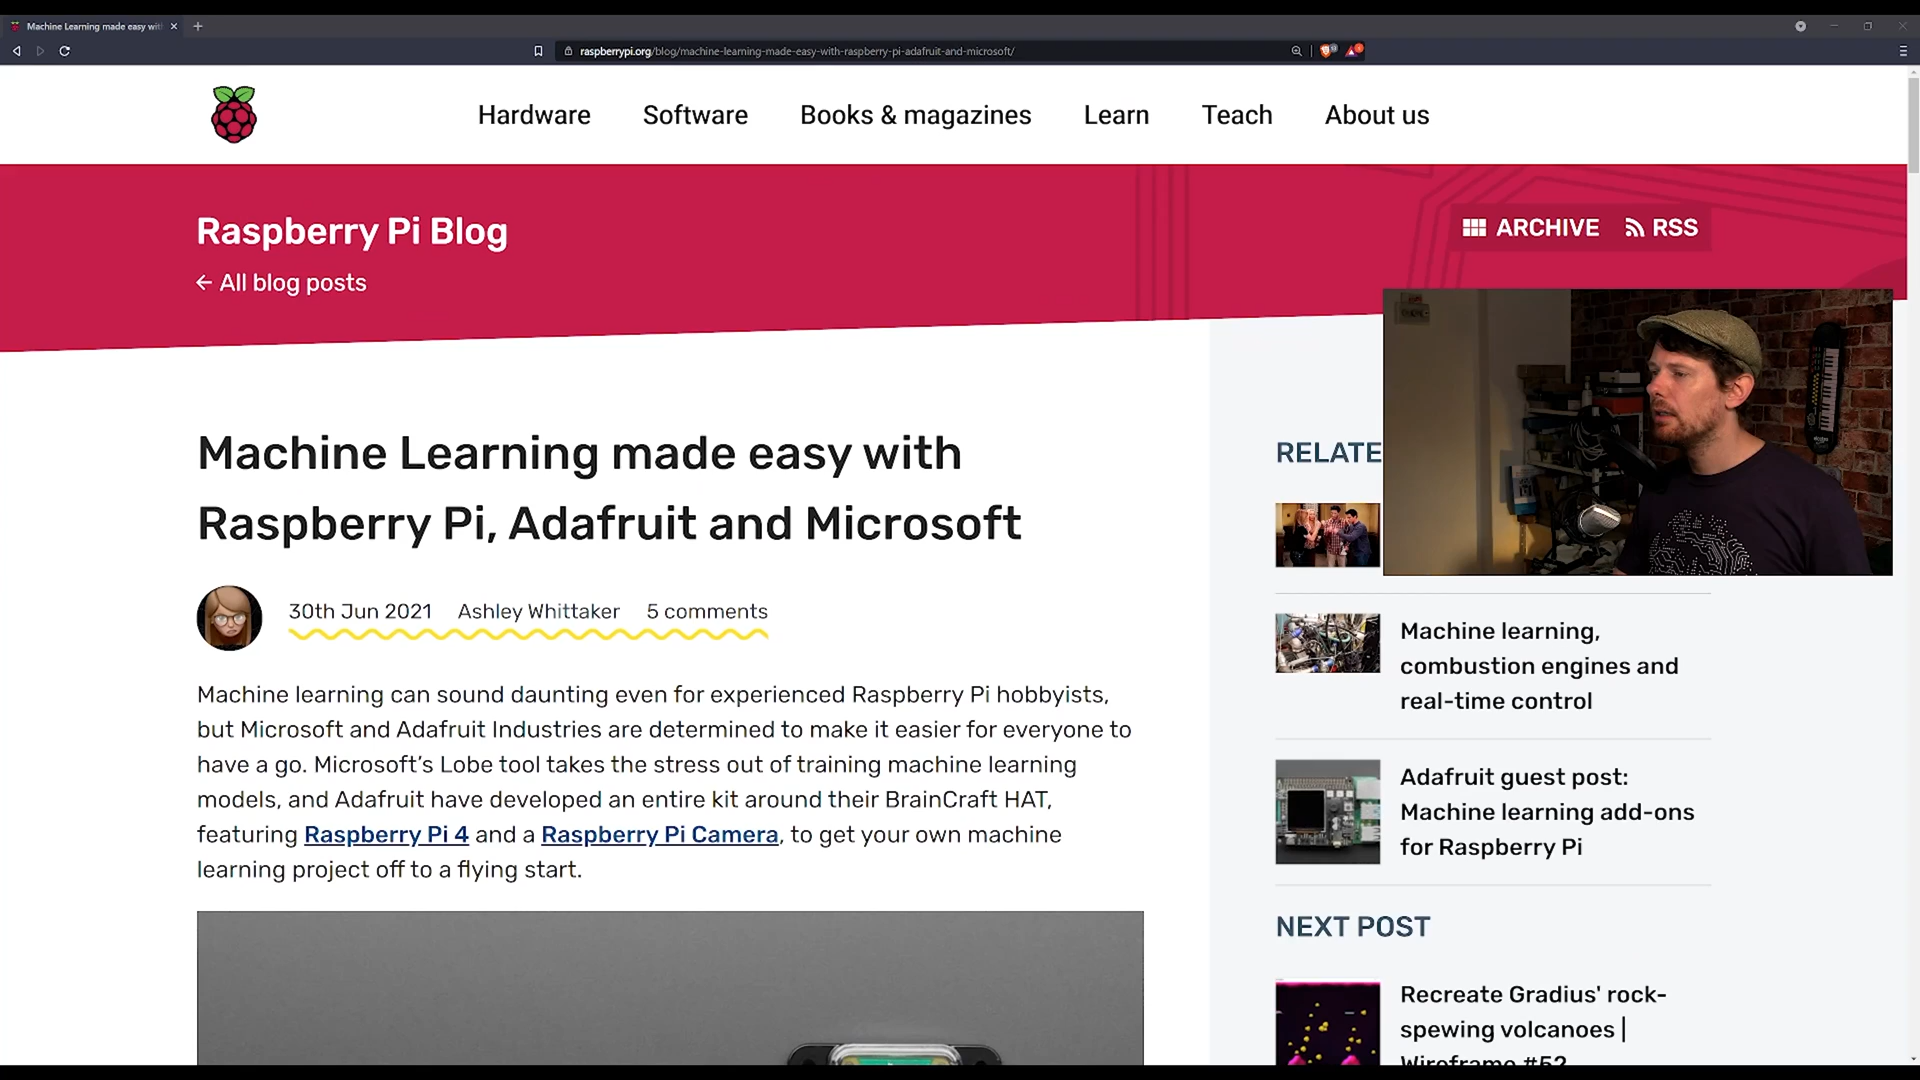 Machine Learning made easy wit
raspberrypi.org/blog/machine-learning-made-easy-with-raspberry-pi-adafruit-and-microsoft/
Hardware
Software
Books & magazines
Learn
Teach
About us
Raspberry Pi Blog
← All blog posts
ARCHIVE
RSS
Machine Learning made easy with
Raspberry Pi, Adafruit and Microsoft
30th Jun 2021 Ashley Whittaker 5 comments
Machine learning can sound daunting even for experienced Raspberry Pi hobbyists,
but Microsoft and Adafruit Industries are determined to make it easier for everyone to
have a go. Microsoft’s Lobe tool takes the stress out of training machine learning
models, and Adafruit have developed an entire kit around their BrainCraft HAT,
featuring Raspberry Pi 4 and a Raspberry Pi Camera, to get your own machine
learning project off to a flying start.
RELATE
Machine learning,
combustion engines and
real-time control
Adafruit guest post:
Machine learning add-ons
for Raspberry Pi
NEXT POST
Recreate Gradius' rock-
spewing volcanoes |
Wireframe #52